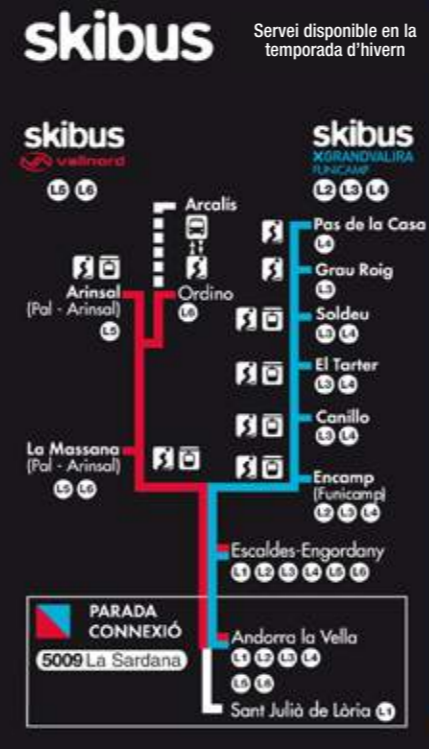 skibus
Servei disponible en la
temporada d'hivern
skibus
vallnord
L5 L6
skibus
GRANDVALIRA
FUNICAMP
L2 L3 L4
Arcalís
Pas de la Casa
L4
Grau Roig
L3
Arinsal
(Pal - Arinsal)
L5
Ordino
L6
Soldeu
L3 L4
El Tarter
L3 L4
Canillo
L3 L4
La Massana
(Pal - Arinsal)
L5 L6
Encamp
(Funicamp)
L2 L3 L4
Escaldes-Engordany
L1 L2 L3 L4 L5 L6
PARADA
CONNEXIÓ
5009 La Sardana
Andorra la Vella
L1 L2 L3 L4
L5 L6
Sant Julià de Lòria L1